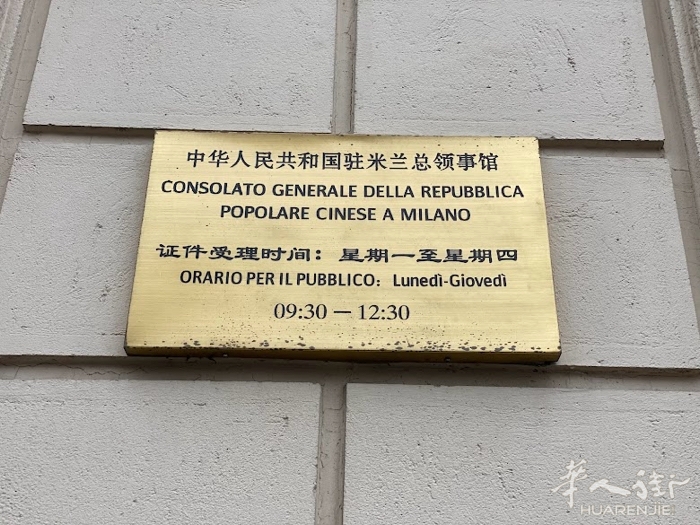 中华人民共和国驻米兰总领事馆
CONSOLATO GENERALE DELLA REPUBBLICA
POPOLARE CINESE A MILANO
证件受理时间：星期一至星期四
ORARIO PER IL PUBBLICO: Lunedì-Giovedì
09:30 — 12:30
华人街
HUARENJIE